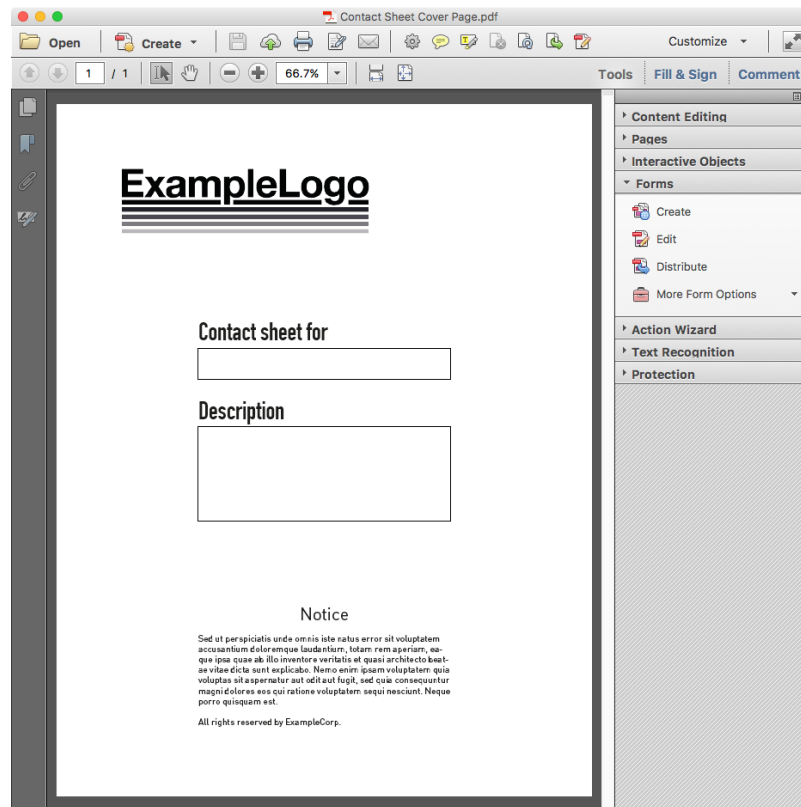 Contact Sheet Cover Page.pdf
Open Create Customize
1 / 1 66.7% Tools Fill & Sign Comment
Content Editing
Pages
Interactive Objects
Forms
Create
Edit
Distribute
More Form Options
Action Wizard
Text Recognition
Protection
ExampleLogo
Contact sheet for
Description
Notice
Sed ut perspiciatis unde omnis iste natus error sit voluptatem
accusantium doloremque laudantium, totam rem aperiam, ea-
que ipsa quae ab illo inventore veritatis et quasi architecto beat-
ae vitae dicta sunt explicabo. Nemo enim ipsam voluptatem quia
voluptas sit aspernatur aut odit aut fugit, sed quia consequuntur
magni dolores eos qui ratione voluptatem sequi nesciunt. Neque
porro quisquam est.
All rights reserved by ExampleCorp.